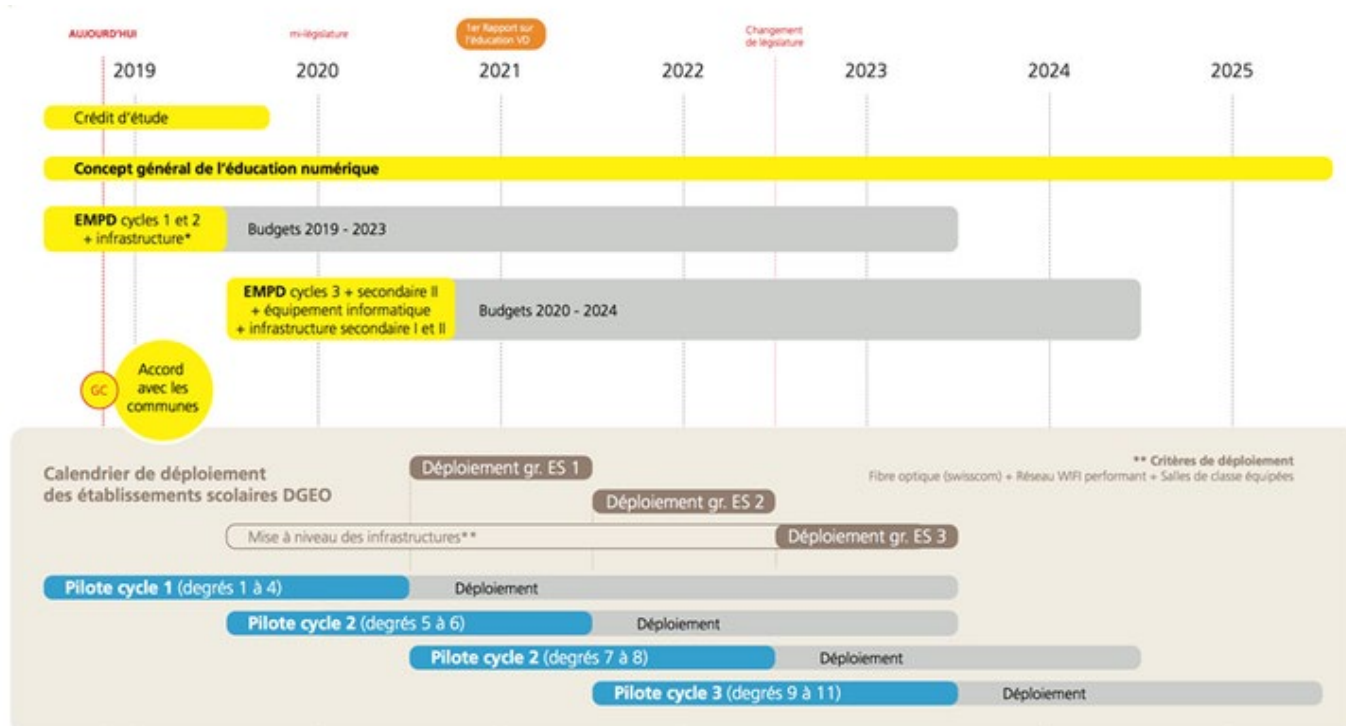 AUJOURD'HUI
mi-législature
1er Rapport sur
l'éducation VD
Changement
de législature
2019
2020
2021
2022
2023
2024
2025
Crédit d'étude
Concept général de l'éducation numérique
EMPD cycles 1 et 2
+ infrastructure*
Budgets 2019 - 2023
EMPD cycles 3 + secondaire II
+ équipement informatique
+ infrastructure secondaire I et II
Budgets 2020 - 2024
GC
Accord
avec les
communes
Calendrier de déploiement
des établissements scolaires DGEO
** Critères de déploiement
Fibre optique (swisscom) + Réseau WIFI performant + Salles de classe équipées
Déploiement gr. ES 1
Déploiement gr. ES 2
Mise à niveau des infrastructures**
Déploiement gr. ES 3
Pilote cycle 1 (degrés 1 à 4)
Déploiement
Pilote cycle 2 (degrés 5 à 6)
Déploiement
Pilote cycle 2 (degrés 7 à 8)
Déploiement
Pilote cycle 3 (degrés 9 à 11)
Déploiement